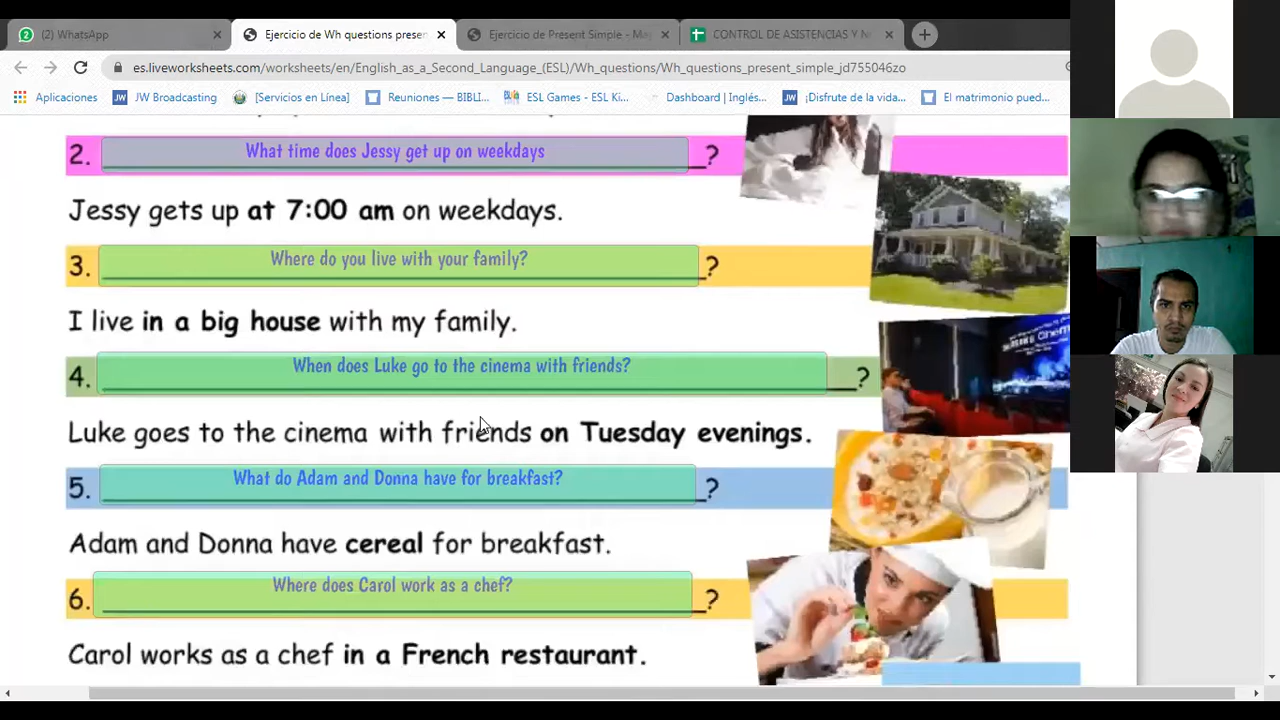 2
(2) WhatsApp
Ejercicio de Wh questions presen
Ejercicio de Present Simple - Ma
CONTROL DE ASISTENCIAS Y N
es.liveworksheets.com/worksheets/en/English_as_a_Second_Language_(ESL)/Wh_questions/Wh_questions_present_simple_jd755046zo
Aplicaciones
JW Broadcasting
[Servicios en Línea]
Reuniones — BIBLI...
ESL Games - ESL Ki...
Dashboard | Inglés...
¡Disfrute de la vida...
El matrimonio pued...
2. What time does Jessy get up on weekdays ?
Jessy gets up at 7:00 am on weekdays.
3. Where do you live with your family? ?
I live in a big house with my family.
4. When does Luke go to the cinema with friends? ?
Luke goes to the cinema with friends on Tuesday evenings.
5. What do Adam and Donna have for breakfast? ?
Adam and Donna have cereal for breakfast.
6. Where does Carol work as a chef? ?
Carol works as a chef in a French restaurant.